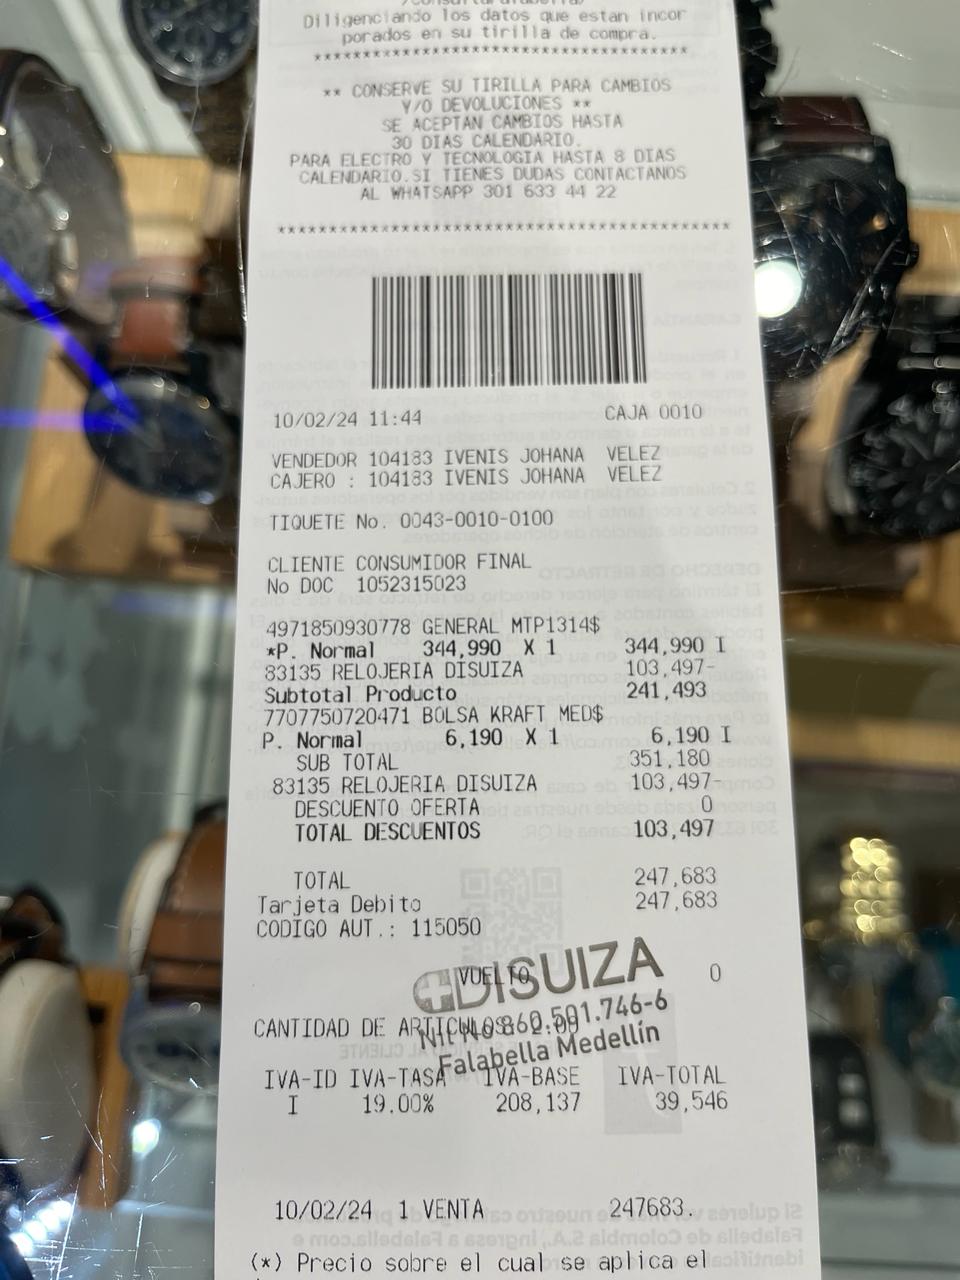 Diligenciando los datos que estan incor
porados en su tirilla de compra.
****************************************
** CONSERVE SU TIRILLA PARA CAMBIOS
Y/O DEVOLUCIONES **
SE ACEPTAN CAMBIOS HASTA
30 DIAS CALENDARIO.
PARA ELECTRO Y TECNOLOGIA HASTA 8 DIAS
CALENDARIO.SI TIENES DUDAS CONTACTANOS
AL WHATSAPP 301 633 44 22
****************************************
10/02/24 11:44 CAJA 0010
VENDEDOR 104183 IVENIS JOHANA VELEZ
CAJERO : 104183 IVENIS JOHANA VELEZ
TIQUETE No. 0043-0010-0100
CLIENTE CONSUMIDOR FINAL
No DOC 1052315023
4971850930778 GENERAL MTP1314$
*P. Normal 344,990 X 1 344,990 I
83135 RELOJERIA DISUIZA 103,497-
Subtotal Producto 241,493
7707750720471 BOLSA KRAFT MED$
P. Normal 6,190 X 1 6,190 I
SUB TOTAL 351,180
83135 RELOJERIA DISUIZA 103,497-
DESCUENTO OFERTA 0
TOTAL DESCUENTOS 103,497
TOTAL 247,683
Tarjeta Debito 247,683
CODIGO AUT.: 115050
VUELTO 0
DISUIZA
CANTIDAD DE ARTICULOS: 2.00
Nit No 860.501.746-6
Falabella Medellín
IVA-ID IVA-TASA IVA-BASE IVA-TOTAL
I 19.00% 208,137 39,546
10/02/24 1 VENTA 247683.
(*) Precio sobre el cual se aplica el